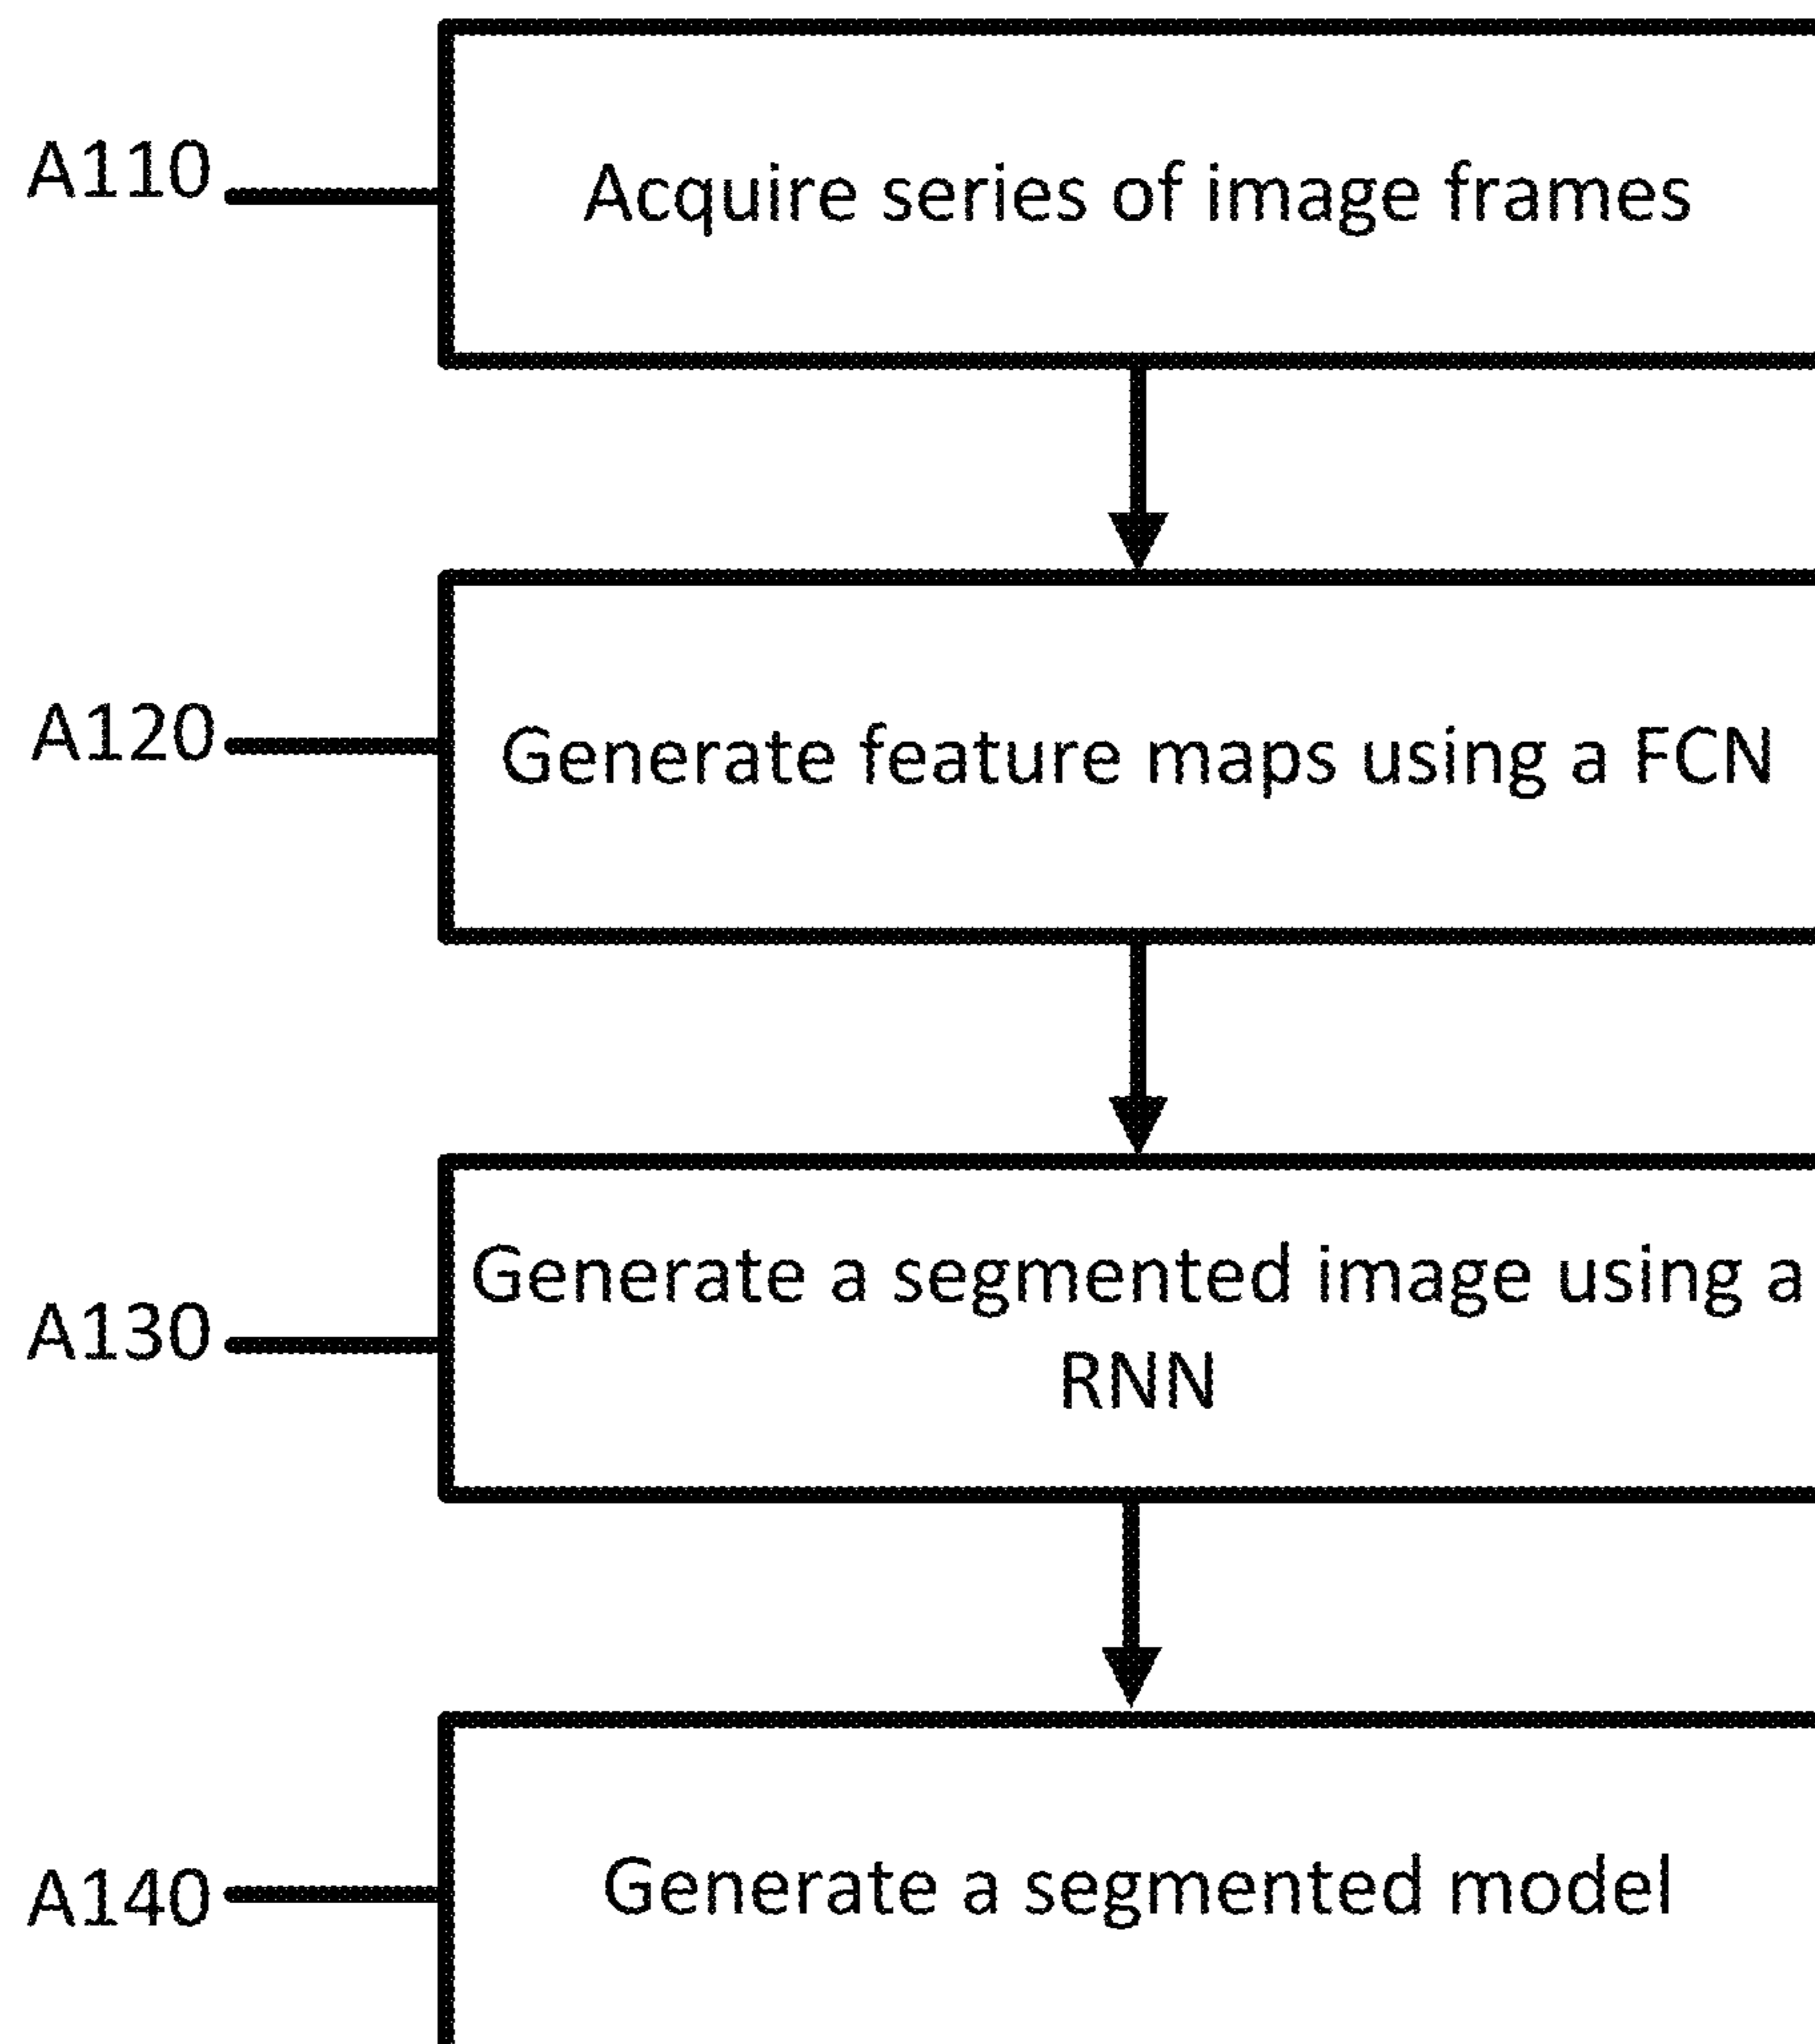 A110
Acquire series of image frames
A120
Generate feature maps using a FCN
A130
Generate a segmented image using a
RNN
A140
Generate a segmented model